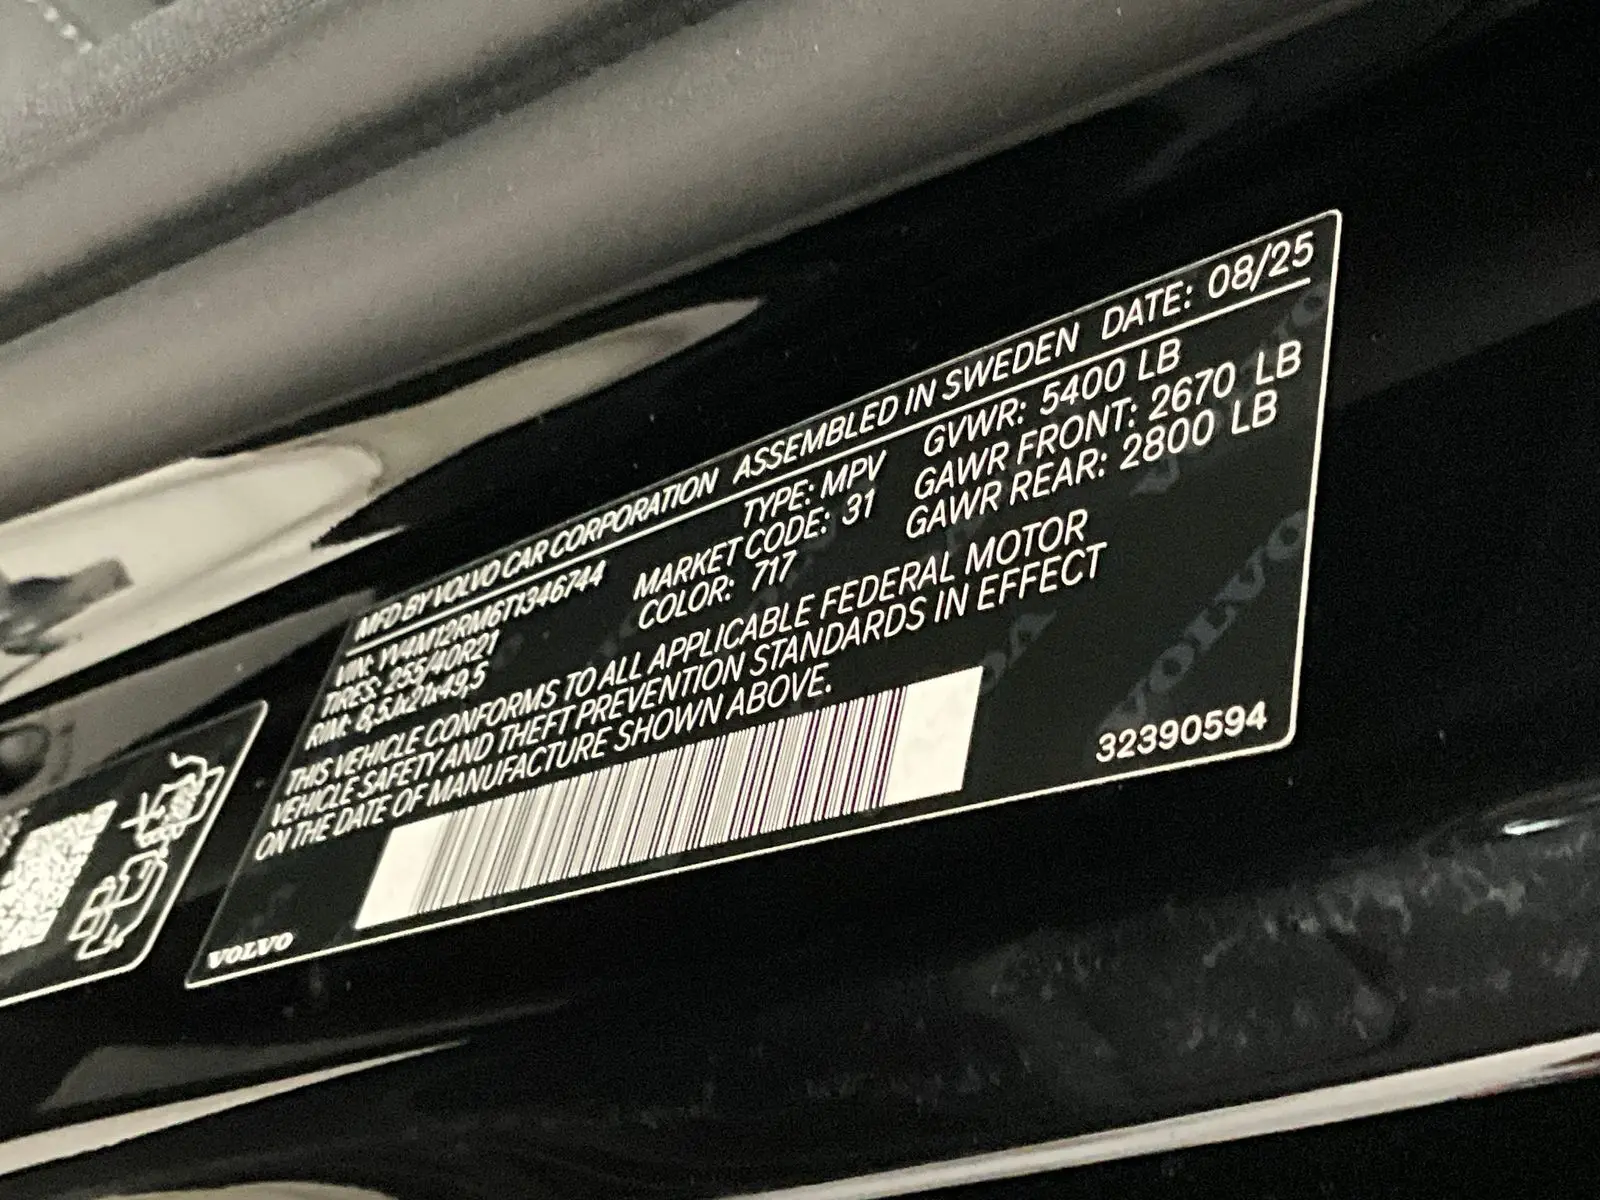 MFD BY VOLVO CAR CORPORATION ASSEMBLED IN SWEDEN DATE: 08/25
VIN: YV4M12RM6T1346744 TYPE: MPV GVWR: 5400 LB
TIRES: 255/40R21 MARKET CODE: 31 GAWR FRONT: 2670 LB
RIM: 8,5Jx21x49,5 COLOR: 717 GAWR REAR: 2800 LB
THIS VEHICLE CONFORMS TO ALL APPLICABLE FEDERAL MOTOR
VEHICLE SAFETY AND THEFT PREVENTION STANDARDS IN EFFECT
ON THE DATE OF MANUFACTURE SHOWN ABOVE.
32390594
VOLVO
VOLVO